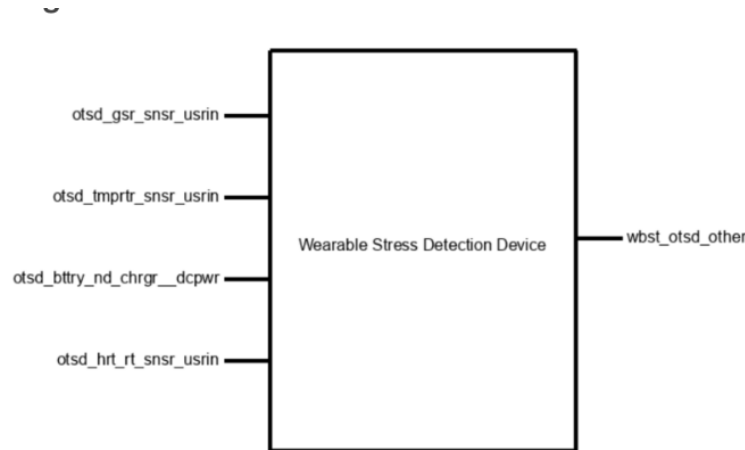 otsd_gsr_snsr_usrin
otsd_tmprtr_snsr_usrin
otsd_bttry_nd_chrgr__dcpwr
otsd_hrt_rt_snsr_usrin
Wearable Stress Detection Device
wbst_otsd_other